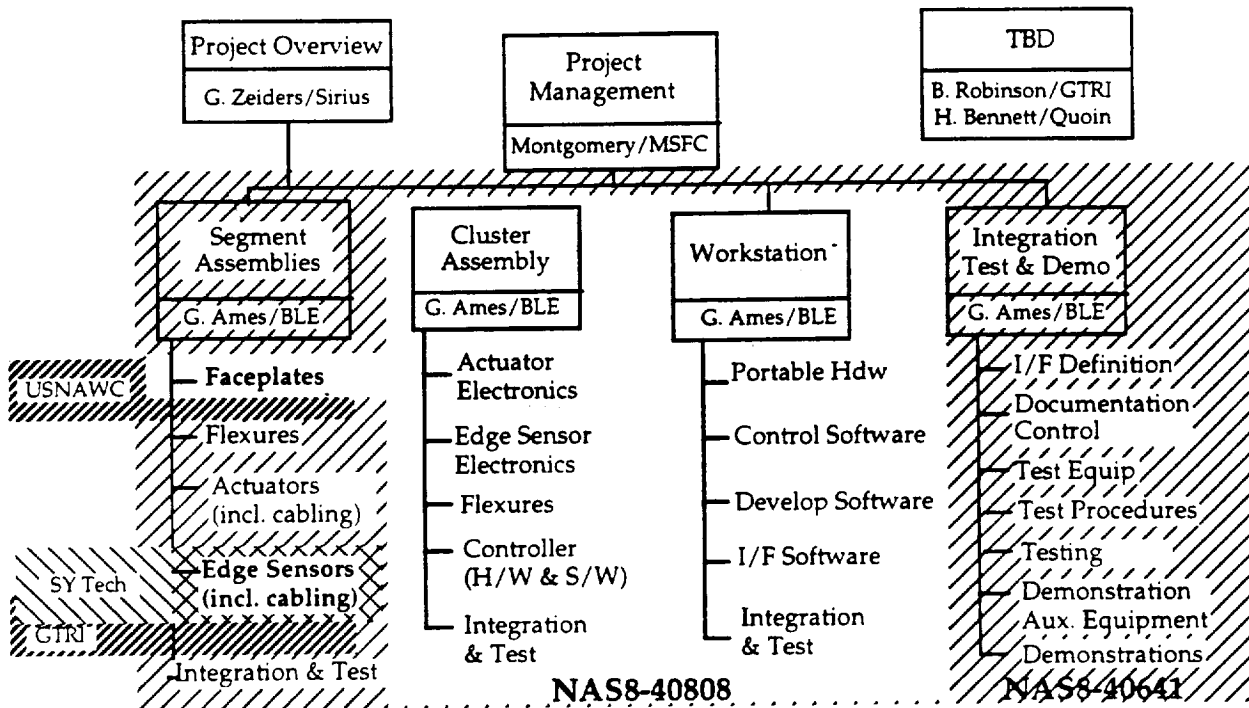 Project Overview
G. Zeiders/Sirius
Project
Management
Montgomery/MSFC
TBD
B. Robinson/GTRI
H. Bennett/Quoin
Segment
Assemblies
G. Ames/BLE
Faceplates
Flexures
Actuators
(incl. cabling)
Edge Sensors
(incl. cabling)
Integration & Test
USNAWC
SY Tech
GTRI
Cluster
Assembly
G. Ames/BLE
Actuator
Electronics
Edge Sensor
Electronics
Flexures
Controller
(H/W & S/W)
Integration
& Test
Workstation
G. Ames/BLE
Portable Hdw
Control Software
Develop Software
I/F Software
Integration
& Test
Integration
Test & Demo
G. Ames/BLE
I/F Definition
Documentation
Control
Test Equip
Test Procedures
Testing
Demonstration
Aux. Equipment
Demonstrations
NAS8-40808
NAS8-40641